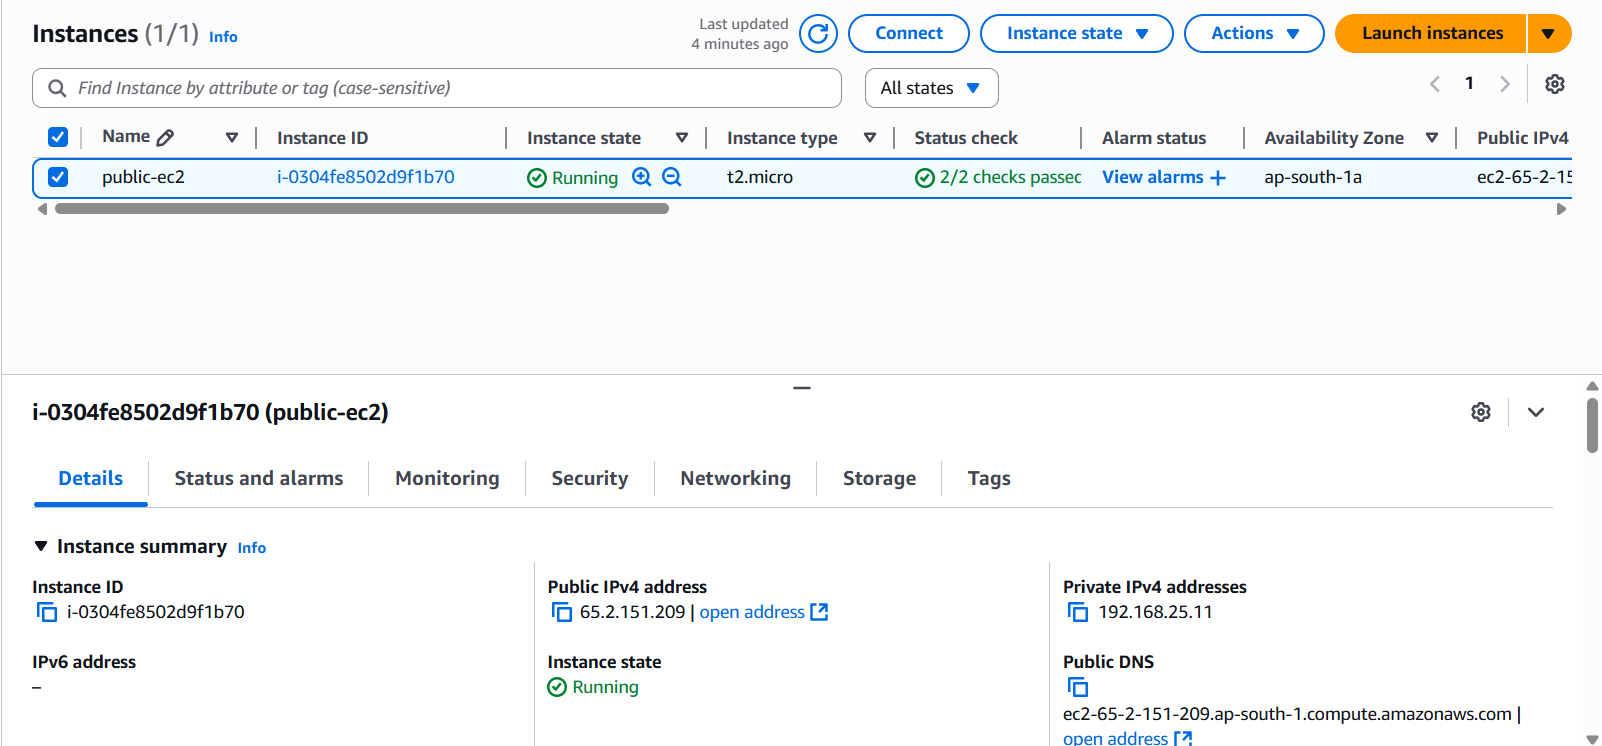 Instances (1/1) Info
Last updated
4 minutes ago
Connect
Instance state
Actions
Launch instances
Find Instance by attribute or tag (case-sensitive)
All states
1
Name Instance ID Instance state Instance type Status check Alarm status Availability Zone Public IPv4
public-ec2 i-0304fe8502d9f1b70 Running t2.micro 2/2 checks passed View alarms + ap-south-1a ec2-65-2-15
i-0304fe8502d9f1b70 (public-ec2)
Details Status and alarms Monitoring Security Networking Storage Tags
Instance summary Info
Instance ID
i-0304fe8502d9f1b70
Public IPv4 address
65.2.151.209 | open address
Private IPv4 addresses
192.168.25.11
IPv6 address
–
Instance state
Running
Public DNS
ec2-65-2-151-209.ap-south-1.compute.amazonaws.com |
open address